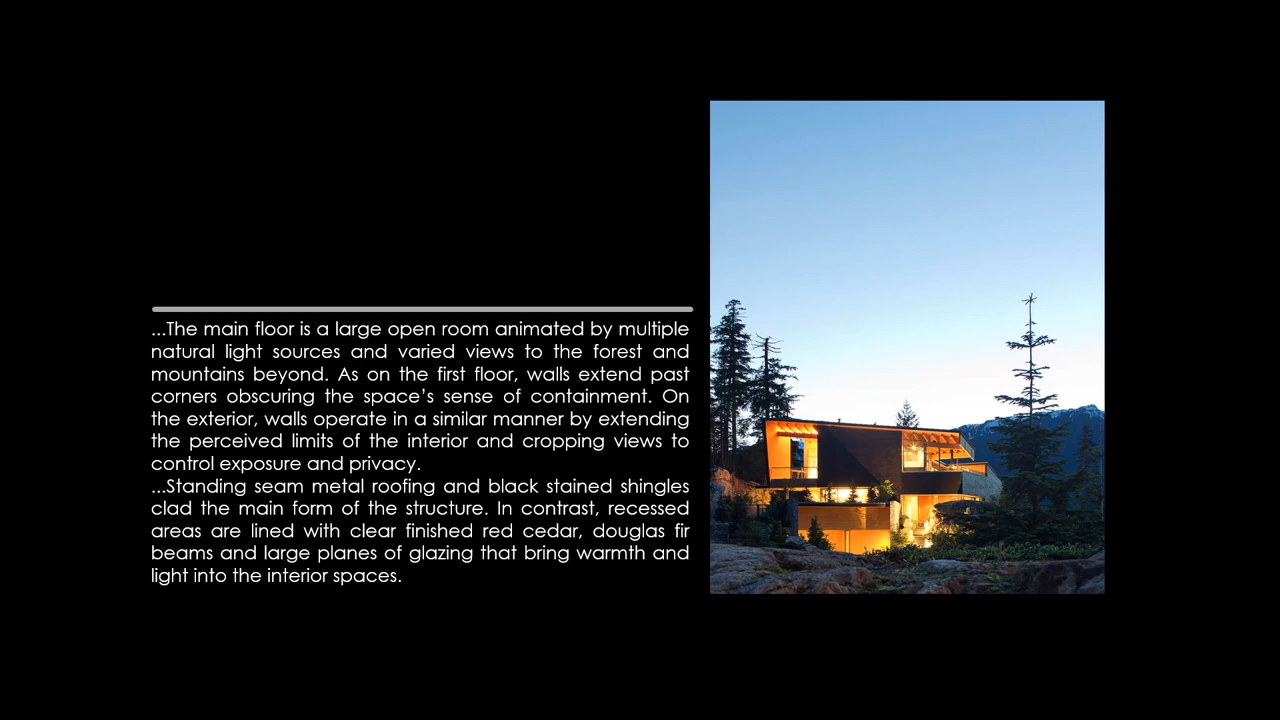 ...The main floor is a large open room animated by multiple
natural light sources and varied views to the forest and
mountains beyond. As on the first floor, walls extend past
corners obscuring the space’s sense of containment. On
the exterior, walls operate in a similar manner by extending
the perceived limits of the interior and cropping views to
control exposure and privacy.
...Standing seam metal roofing and black stained shingles
clad the main form of the structure. In contrast, recessed
areas are lined with clear finished red cedar, douglas fir
beams and large planes of glazing that bring warmth and
light into the interior spaces.